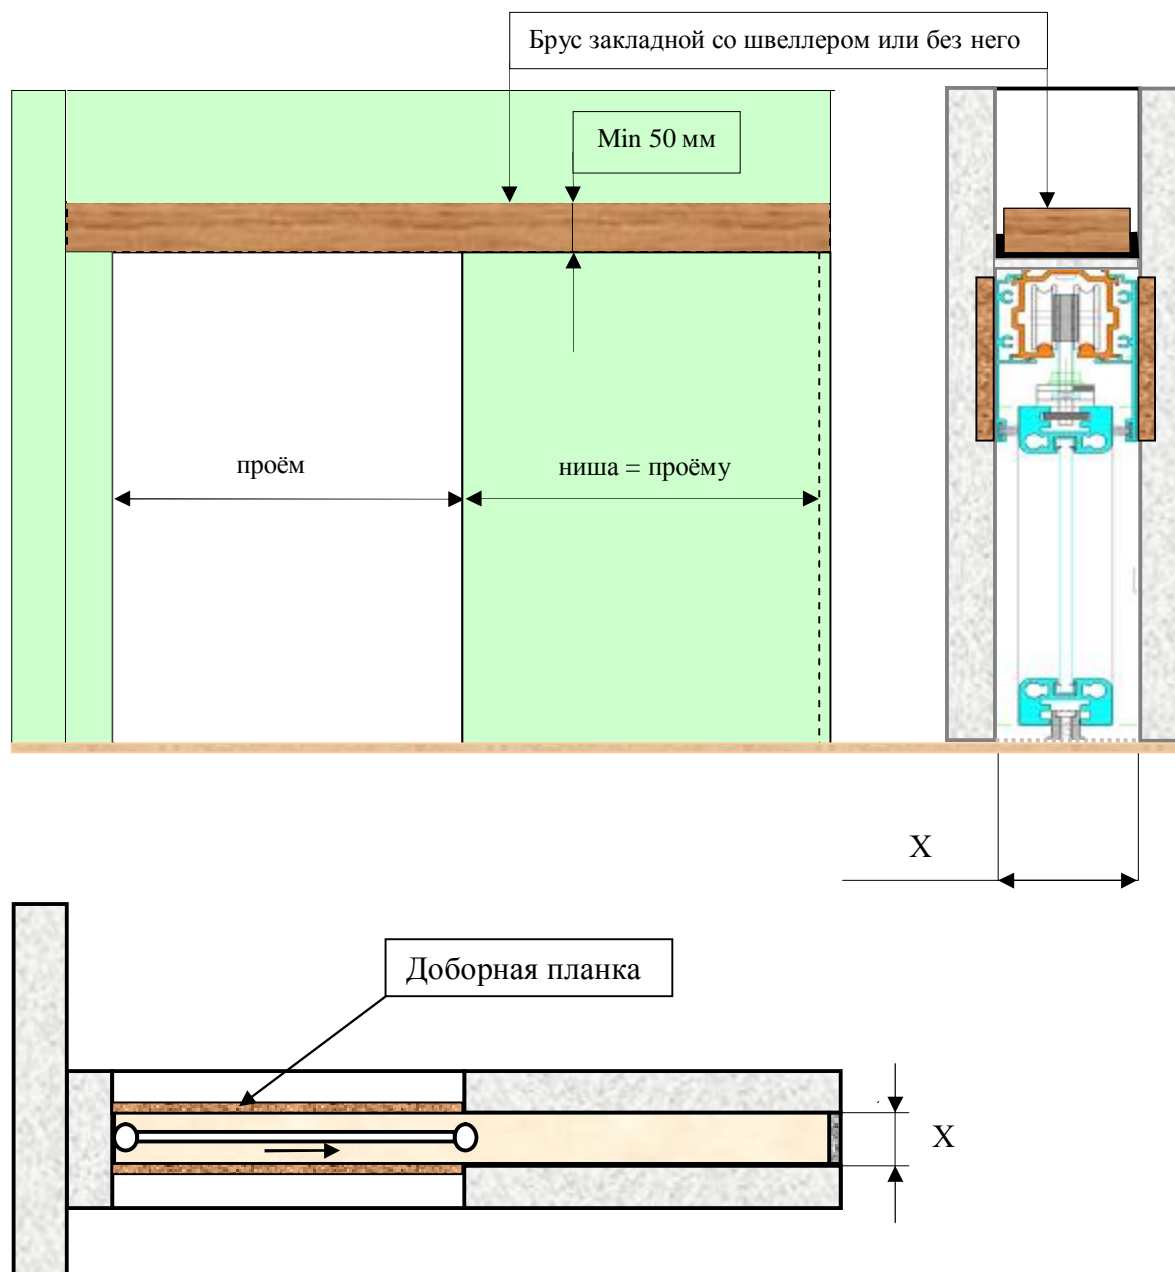 Брус закладной со швеллером или без него
Min 50 мм
проём
ниша = проёму
X
Доборная планка
X